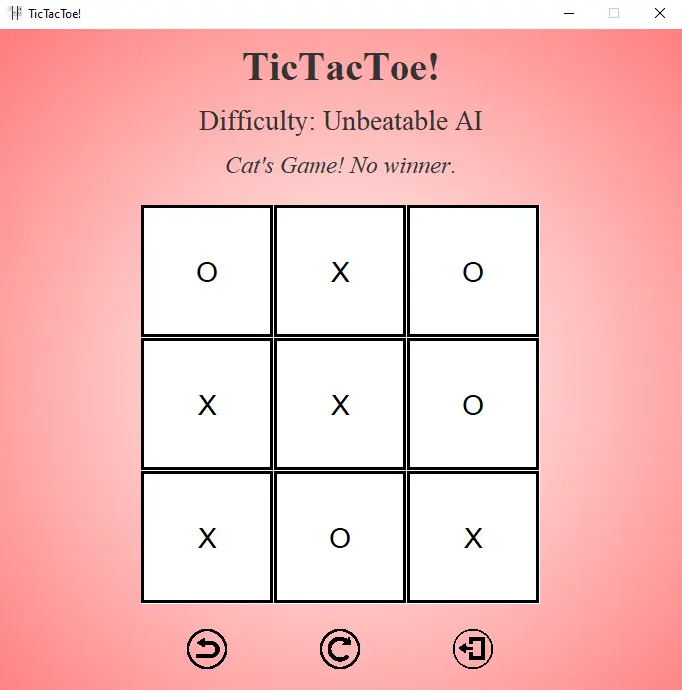 TicTacToe!
TicTacToe!
Difficulty: Unbeatable AI
Cat's Game! No winner.
O X O
X X O
X O X